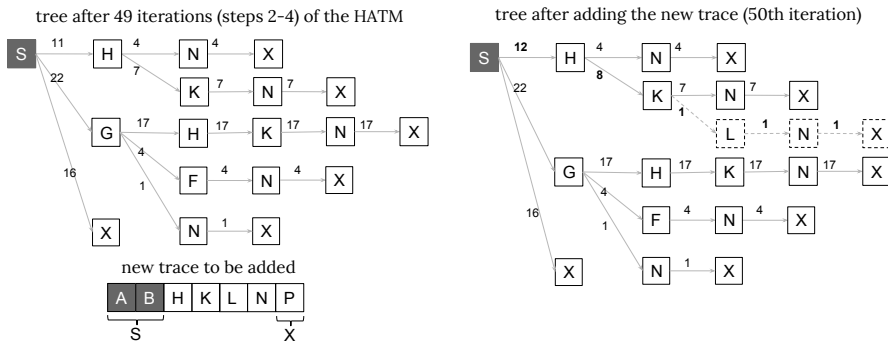 tree after 49 iterations (steps 2-4) of the HATM
S 11 H 4 N 4 X
7 K 7 N 7 X
22 G 17 H 17 K 17 N 17 X
4 F 4 N 4 X
16 X 1 N 1 X
new trace to be added
A B H K L N P
S X
tree after adding the new trace (50th iteration)
S 12 H 4 N 4 X
8 K 7 N 7 X
1 L 1 N 1 X
22 G 17 H 17 K 17 N 17 X
4 F 4 N 4 X
16 X 1 N 1 X